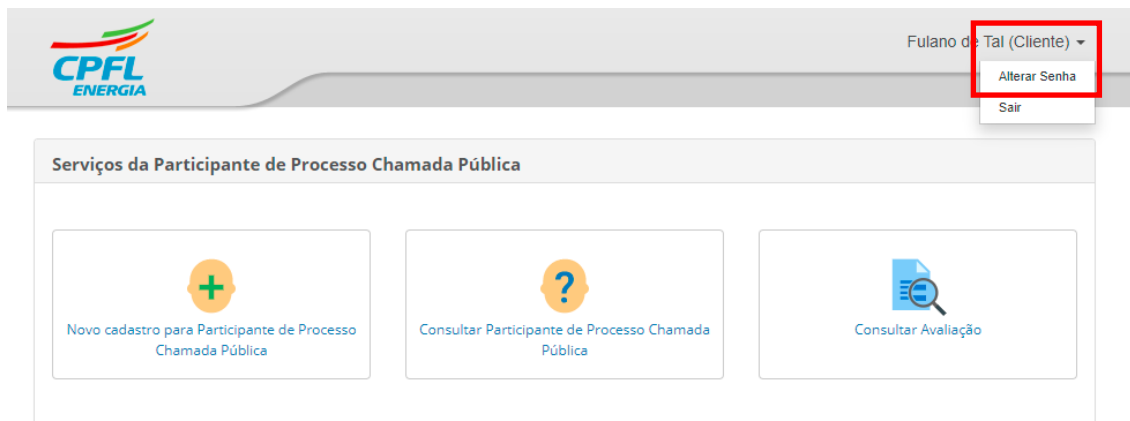 CPFL
ENERGIA
Fulano de Tal (Cliente)
Alterar Senha
Sair
Serviços da Participante de Processo Chamada Pública
Novo cadastro para Participante de Processo
Chamada Pública
Consultar Participante de Processo Chamada
Pública
Consultar Avaliação